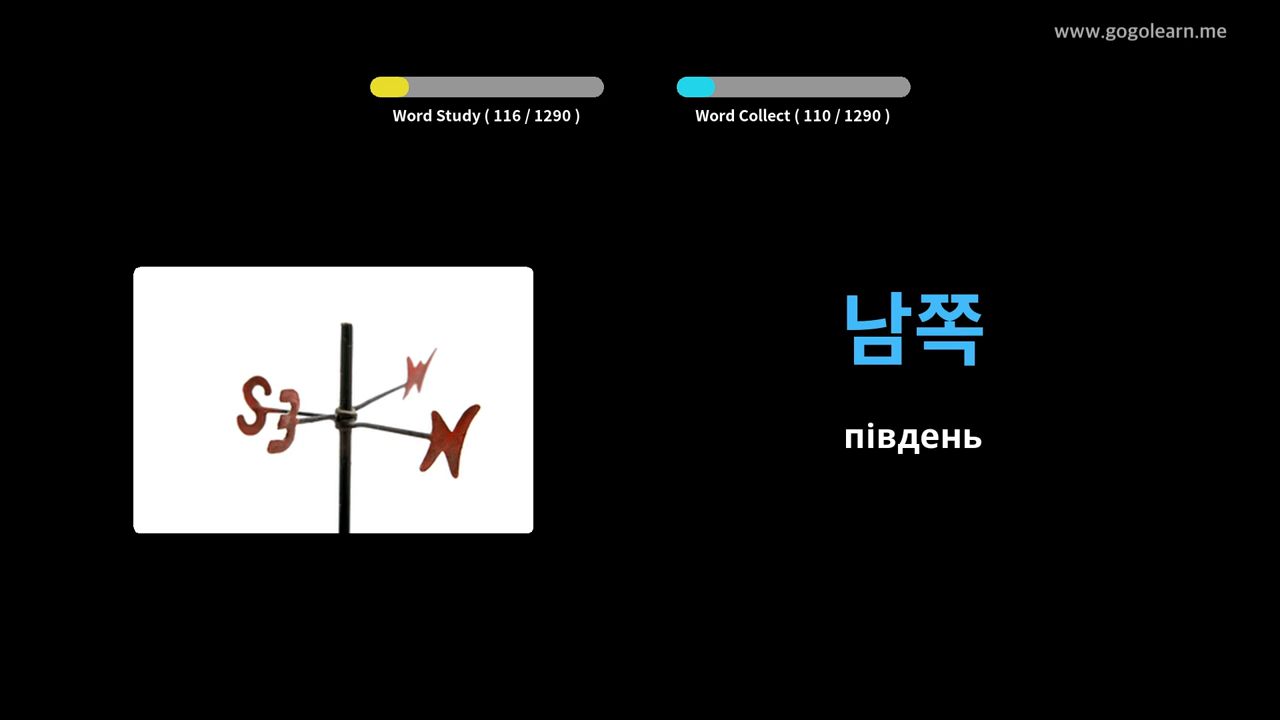 www.gogolearn.me
Word Study ( 116 / 1290 )
Word Collect ( 110 / 1290 )
S E N W
남쪽
південь